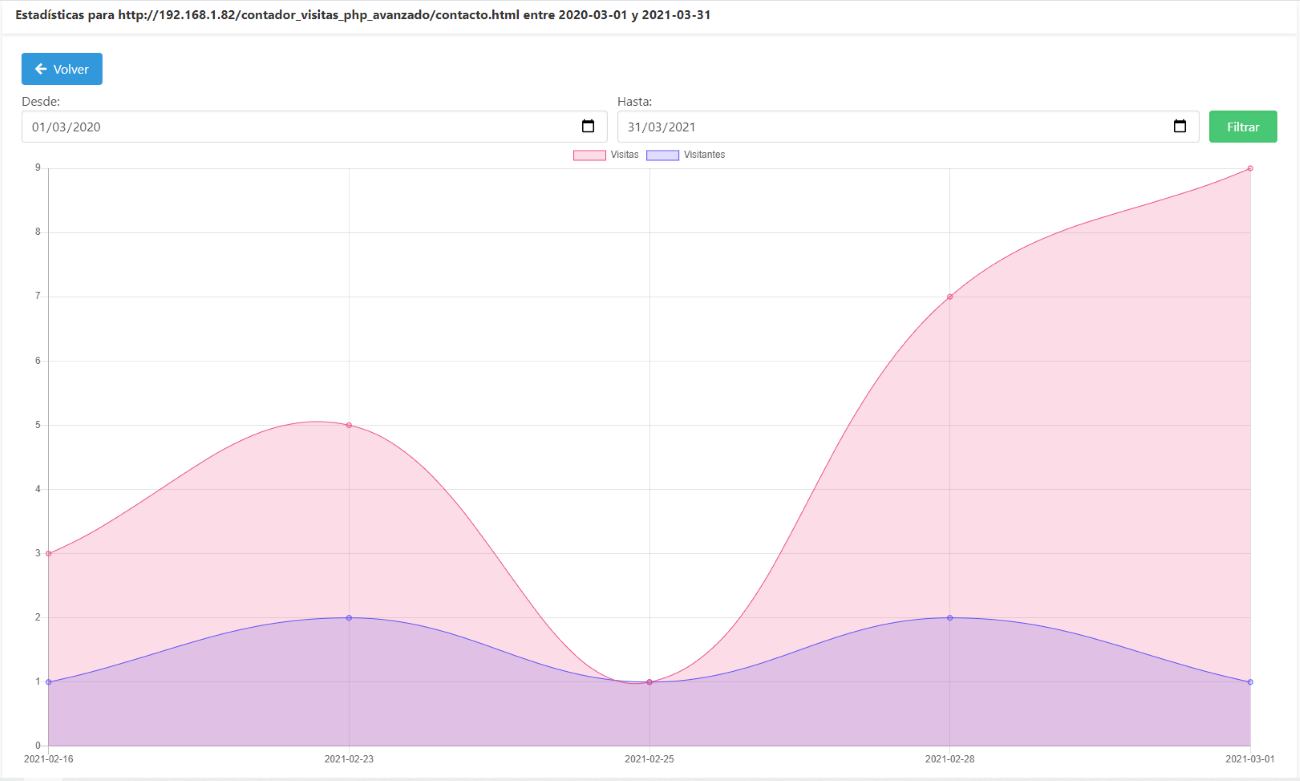 Estadísticas para http://192.168.1.82/contador_visitas_php_avanzado/contacto.html entre 2020-03-01 y 2021-03-31
Volver
Desde:
Hasta:
01/03/2020
31/03/2021
Filtrar
Visitas
Visitantes
9
8
7
6
5
4
3
2
1
0
2021-02-16
2021-02-23
2021-02-25
2021-02-28
2021-03-01